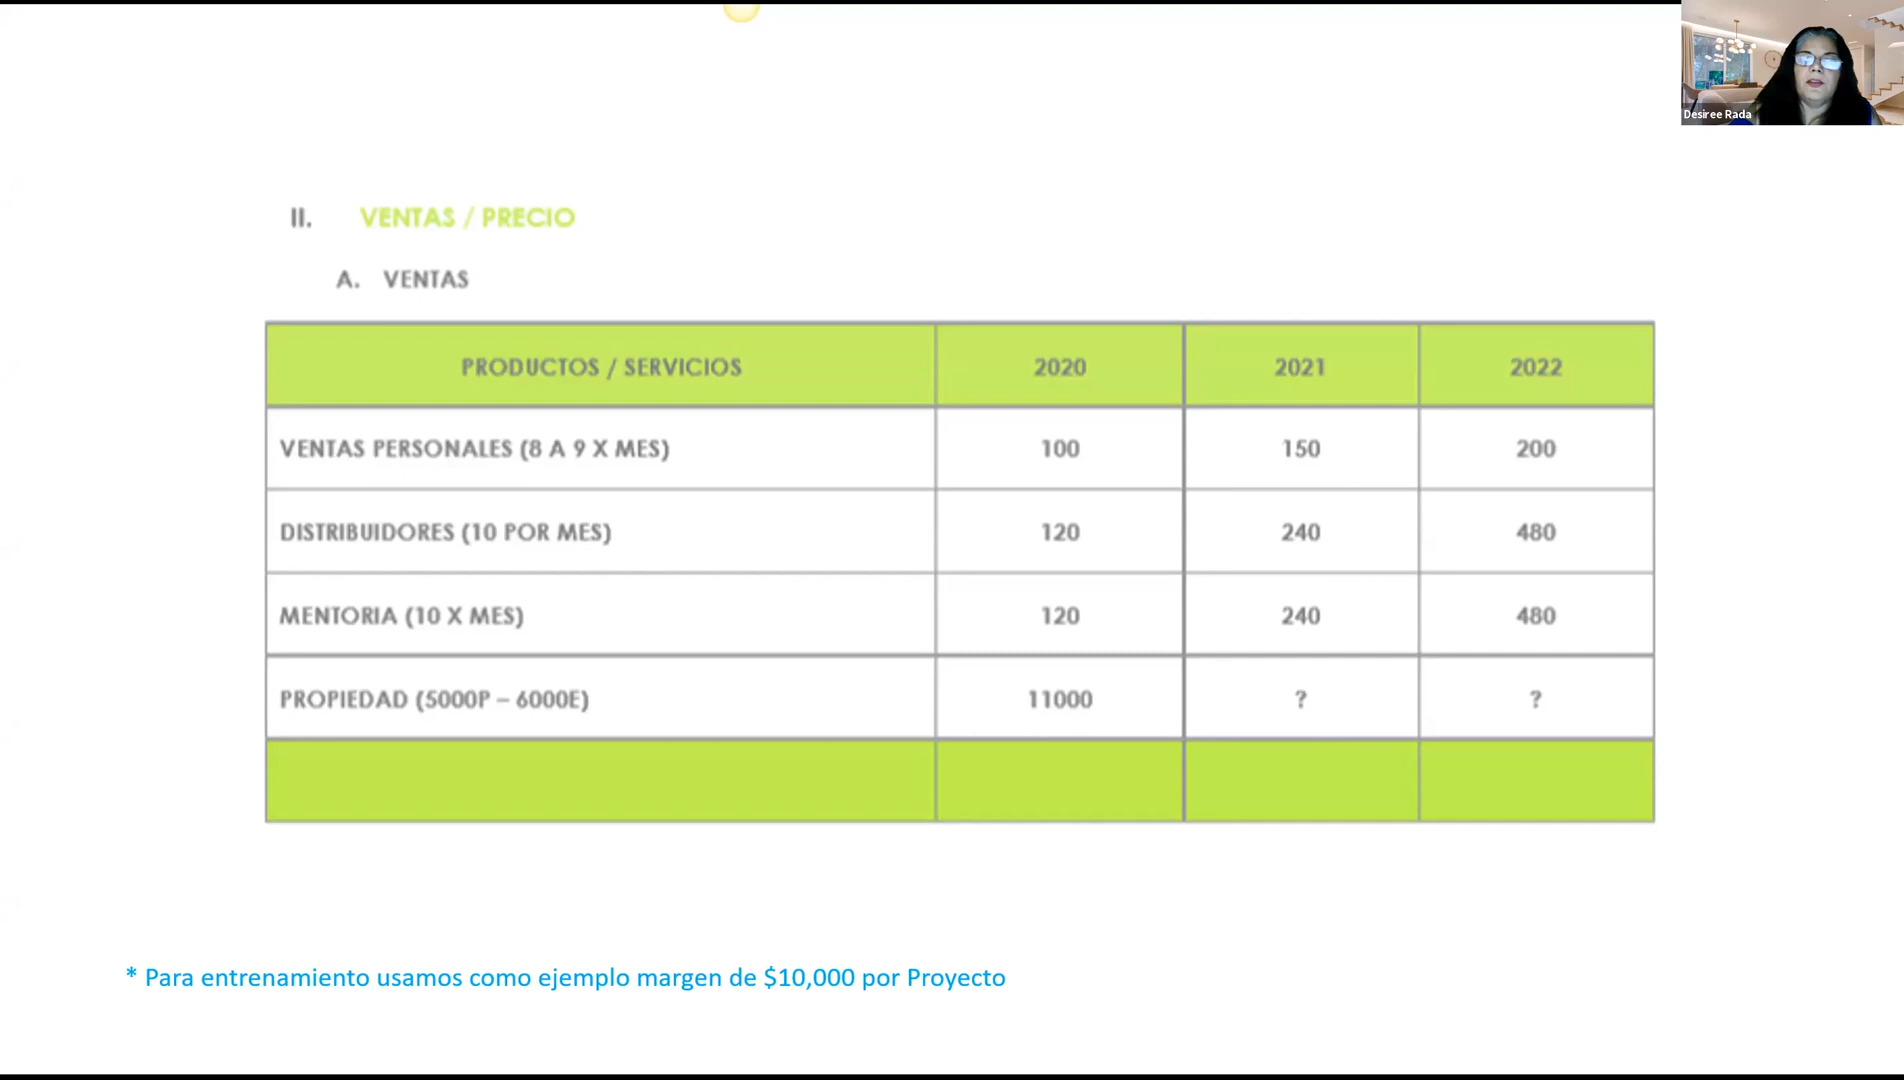 Desiree Rada
II. VENTAS / PRECIO
A. VENTAS
PRODUCTOS / SERVICIOS 2020 2021 2022
VENTAS PERSONALES (8 A 9 X MES) 100 150 200
DISTRIBUIDORES (10 POR MES) 120 240 480
MENTORIA (10 X MES) 120 240 480
PROPIEDAD (5000P – 6000E) 11000 ? ?
* Para entrenamiento usamos como ejemplo margen de $10,000 por Proyecto